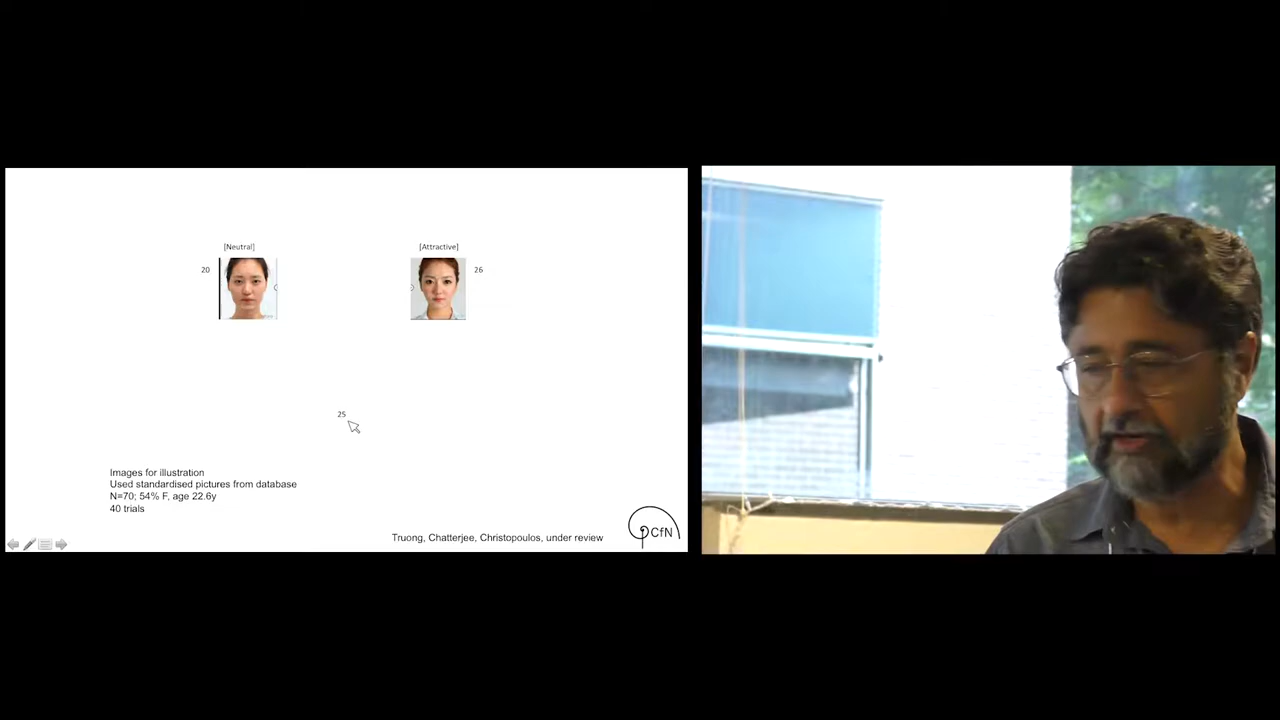 [Neutral]
[Attractive]
20
26
25
Images for illustration
Used standardised pictures from database
N=70; 54% F, age 22.6y
40 trials
Truong, Chatterjee, Christopoulos, under review
CfN